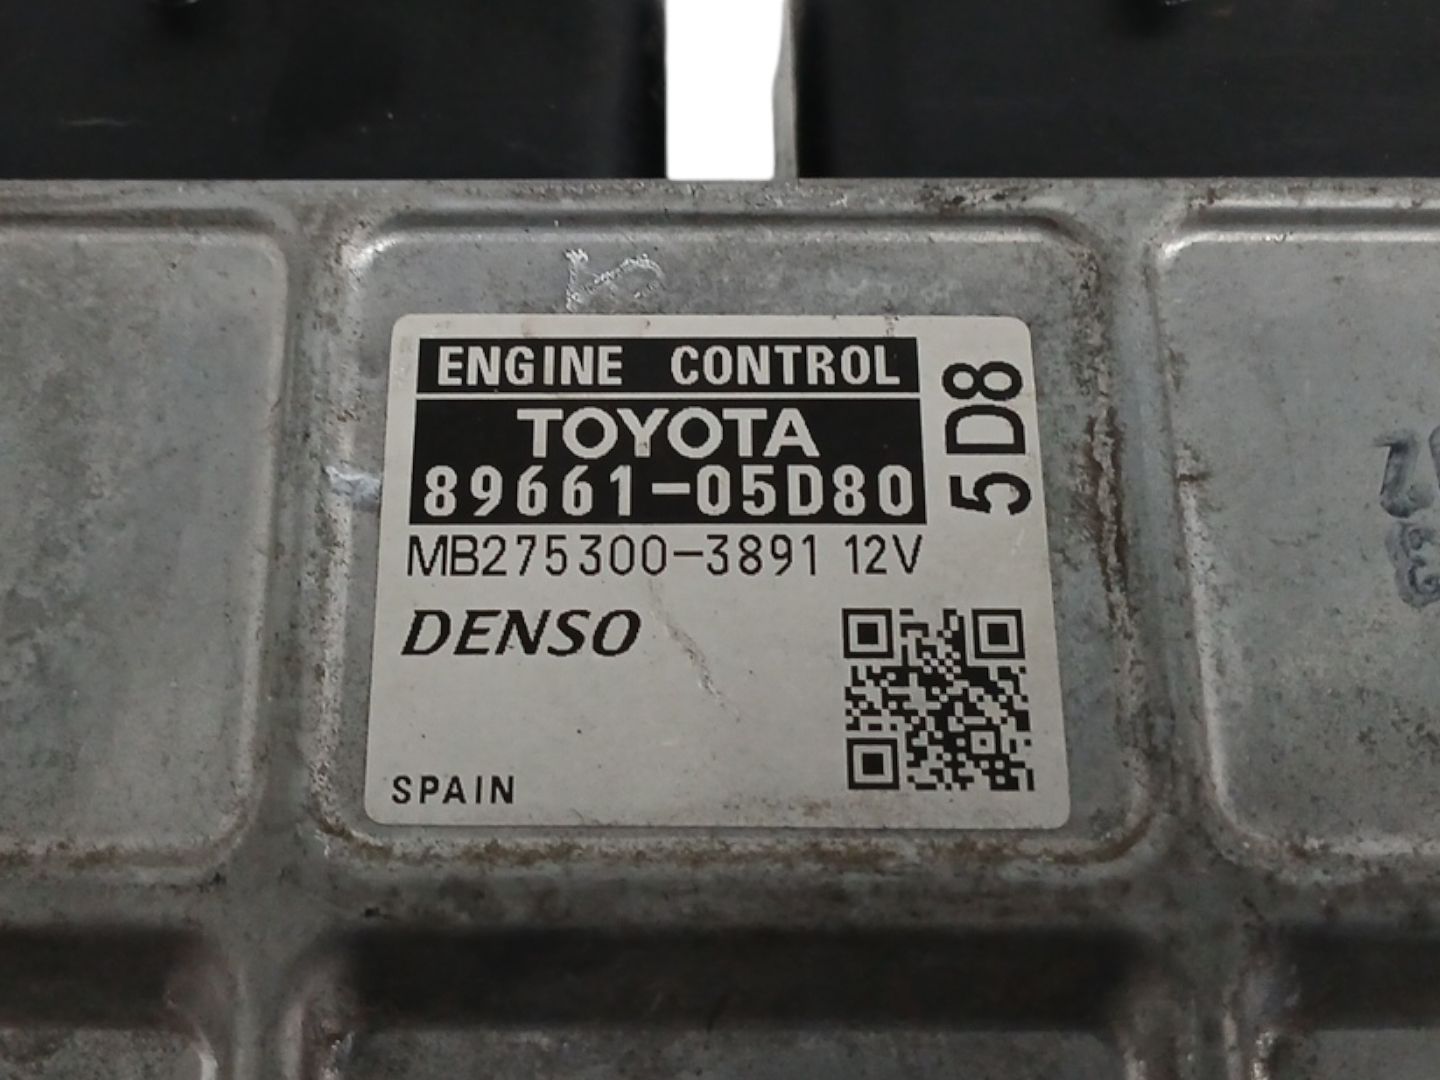 ENGINE CONTROL
TOYOTA
89661-05D80
5D8
MB275300-3891 12V
DENSO
SPAIN